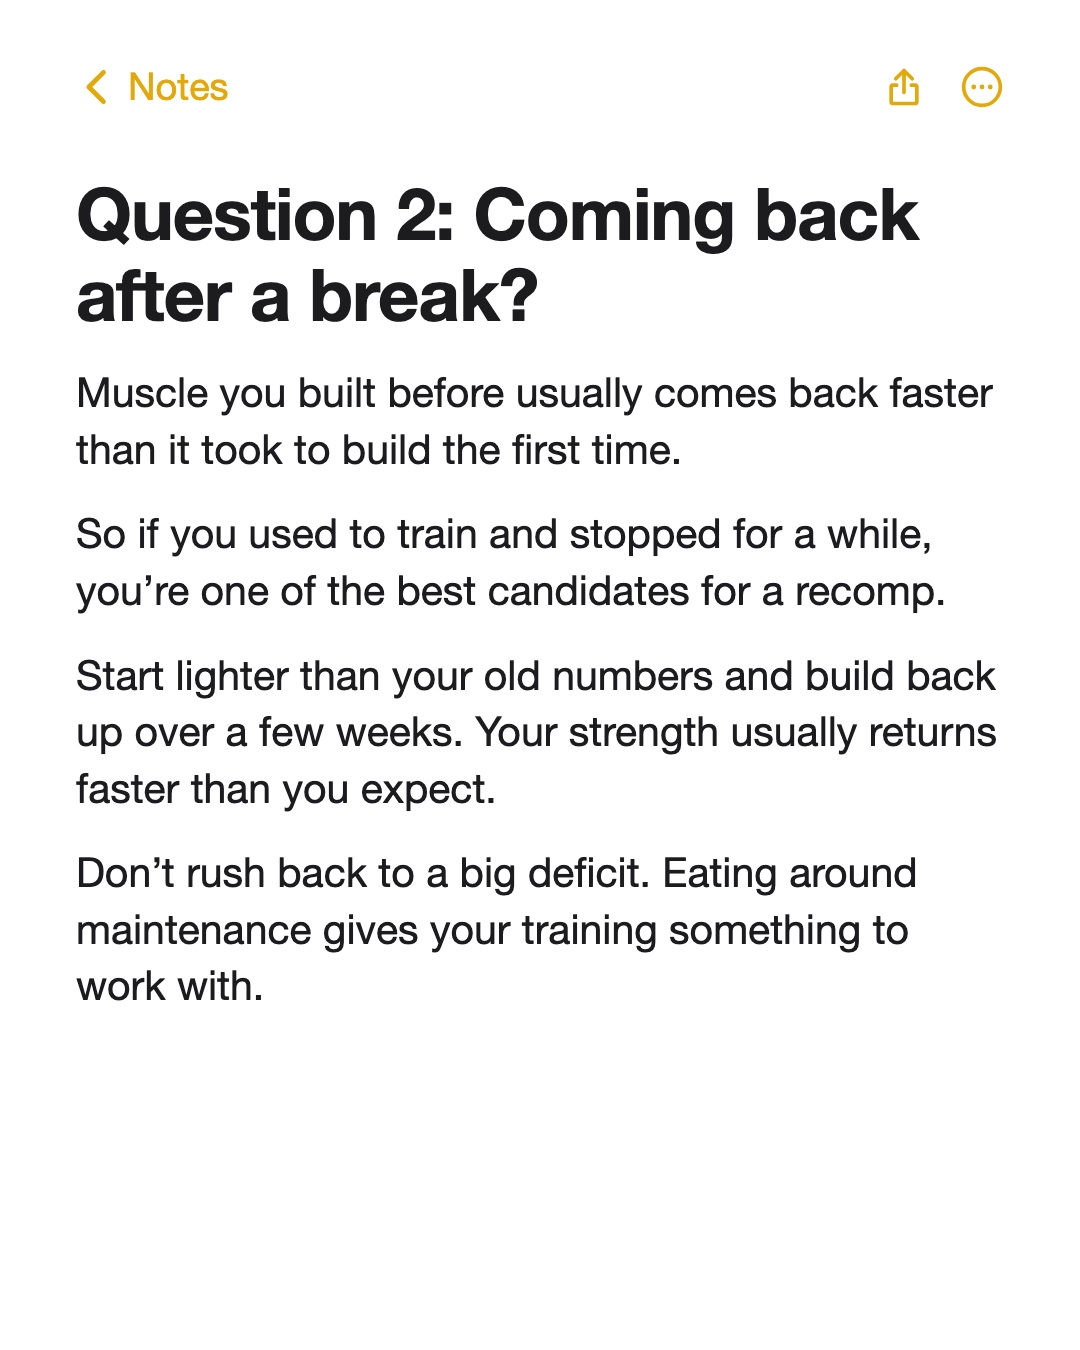 Notes
Question 2: Coming back
after a break?
Muscle you built before usually comes back faster
than it took to build the first time.
So if you used to train and stopped for a while,
you’re one of the best candidates for a recomp.
Start lighter than your old numbers and build back
up over a few weeks. Your strength usually returns
faster than you expect.
Don’t rush back to a big deficit. Eating around
maintenance gives your training something to
work with.